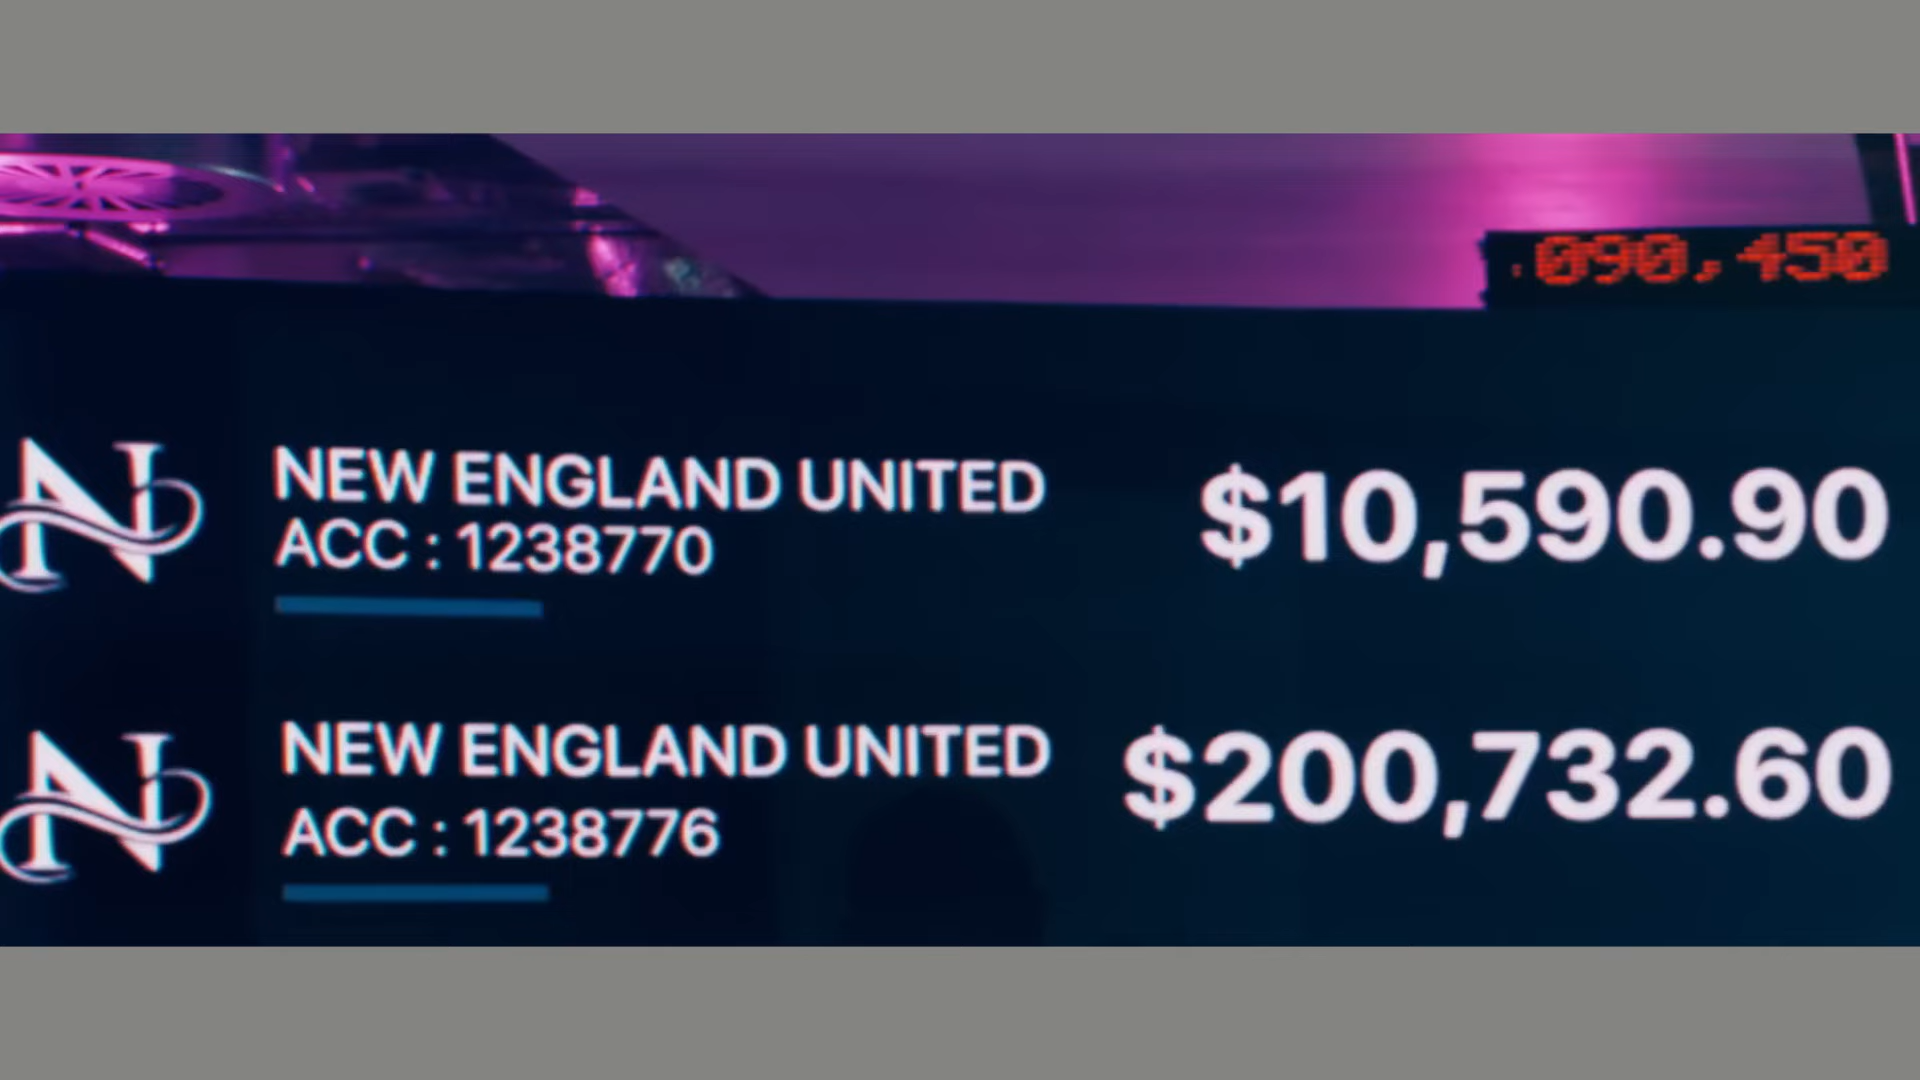 090,450
NEW ENGLAND UNITED
$10,590.90
ACC : 1238770
NEW ENGLAND UNITED
$200,732.60
ACC : 1238776